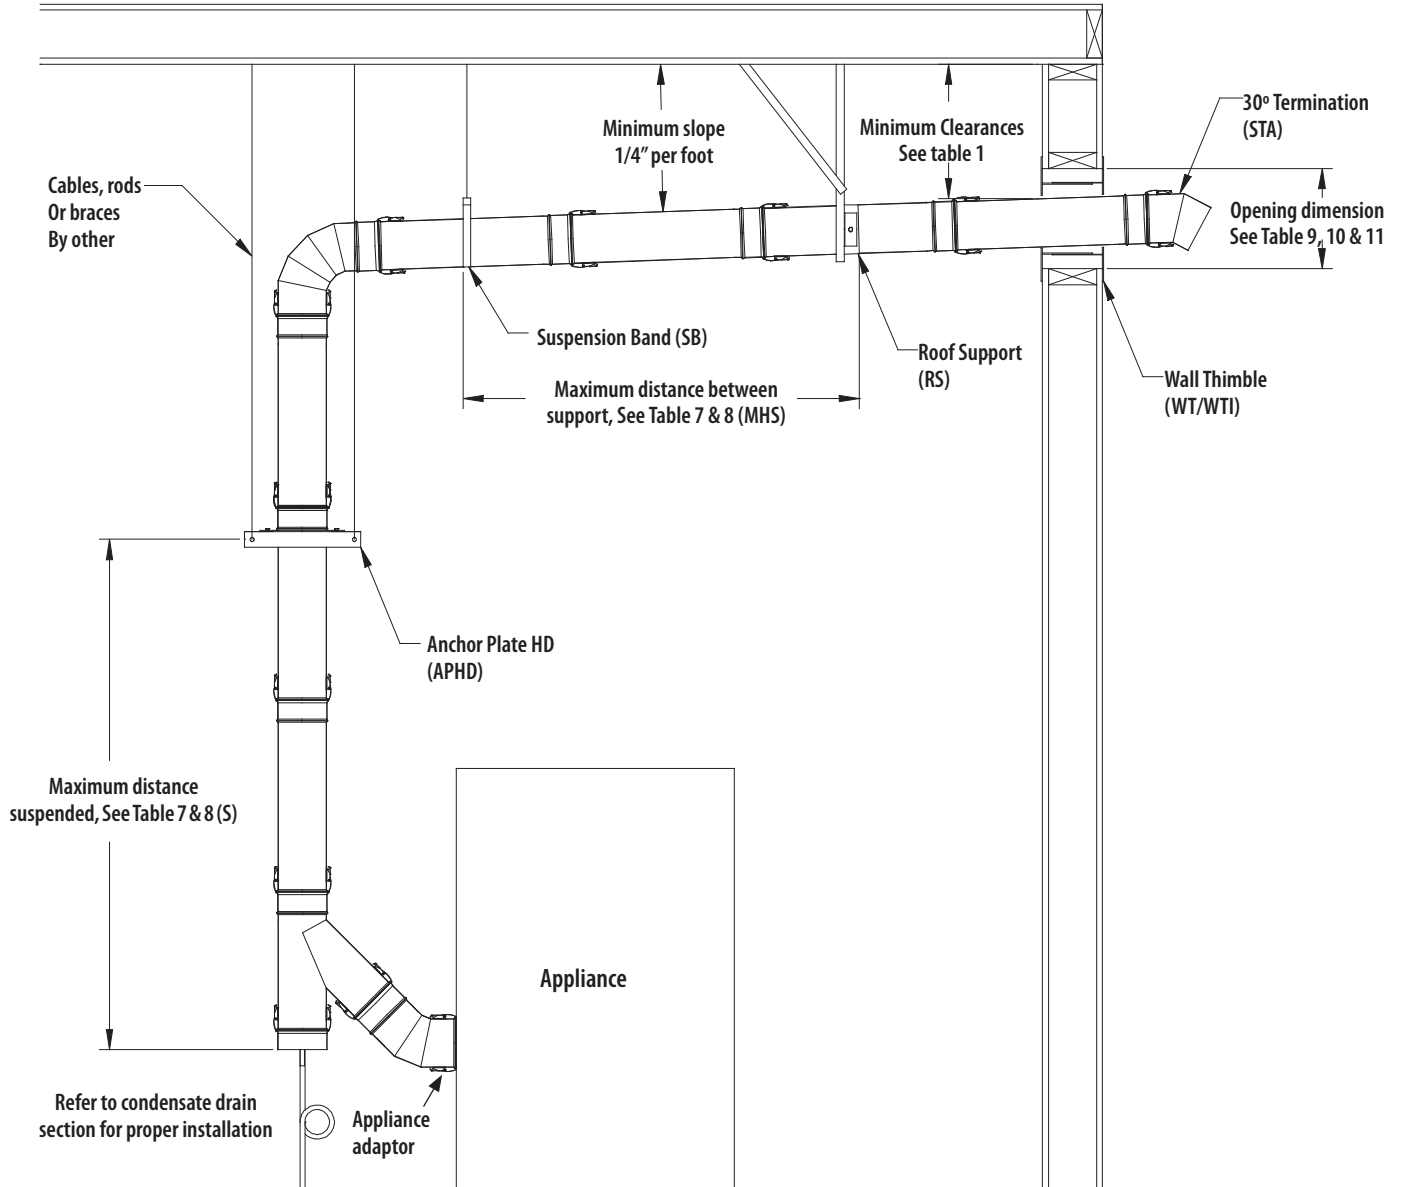 30º Termination
(STA)
Minimum slope
1/4” per foot
Minimum Clearances
See table 1
Cables, rods
Or braces
By other
Opening dimension
See Table 9, 10 & 11
Suspension Band (SB)
Roof Support
(RS)
Wall Thimble
(WT/WTI)
Maximum distance between
support, See Table 7 & 8 (MHS)
Anchor Plate HD
(APHD)
Maximum distance
suspended, See Table 7 & 8 (S)
Appliance
Refer to condensate drain
section for proper installation
Appliance
adaptor